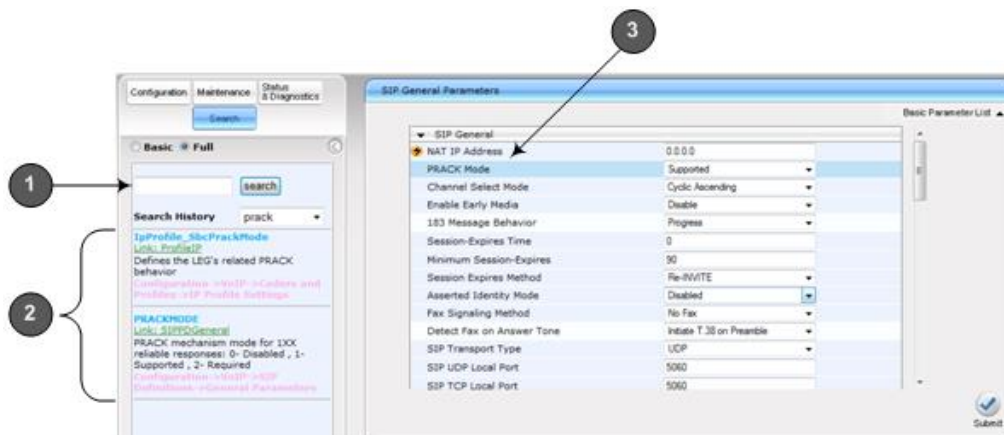 3
Configuration
Maintenance
Status
& Diagnostics
Search
Basic Full
1
search
Search History prack
2
IpProfile_SbcPrackMode
Link: ProfileIP
Defines the LEG's related PRACK
behavior
Configuration ->VoIP ->Coders and
Profiles ->IP Profile Settings
PRACKMODE
Link: SIPPDGeneral
PRACK mechanism mode for 1XX
reliable responses: 0- Disabled , 1-
Supported , 2- Required
Configuration ->VoIP ->SIP
Definitions ->General Parameters
SIP General Parameters
Basic Parameter List
SIP General
NAT IP Address 0.0.0.0
PRACK Mode Supported
Channel Select Mode Cyclic Ascending
Enable Early Media Disable
183 Message Behavior Progress
Session-Expires Time 0
Minimum Session-Expires 90
Session Expires Method Re-INVITE
Asserted Identity Mode Disabled
Fax Signaling Method No Fax
Detect Fax on Answer Tone Initiate T.38 on Preamble
SIP Transport Type UDP
SIP UDP Local Port 5060
SIP TCP Local Port 5060
Submit